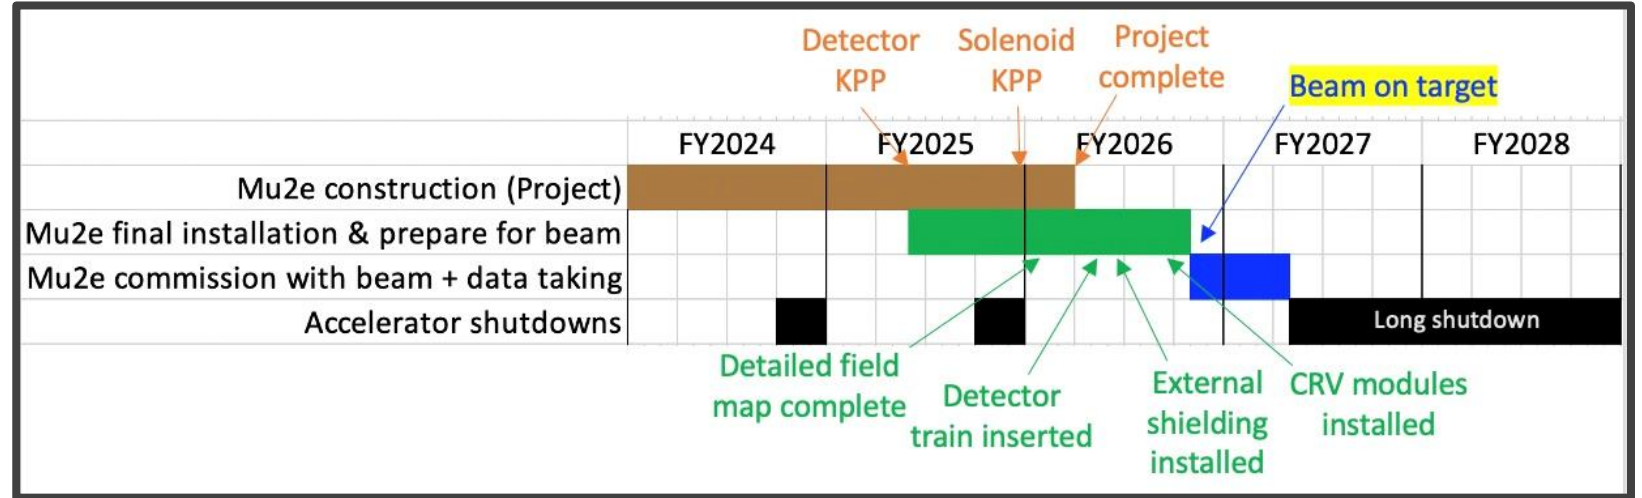 Detector
KPP
Solenoid
KPP
Project
complete
Beam on target
FY2024
FY2025
FY2026
FY2027
FY2028
Mu2e construction (Project)
Mu2e final installation & prepare for beam
Mu2e commission with beam + data taking
Accelerator shutdowns
Long shutdown
Detailed field
map complete
Detector
train inserted
External
shielding
installed
CRV modules
installed